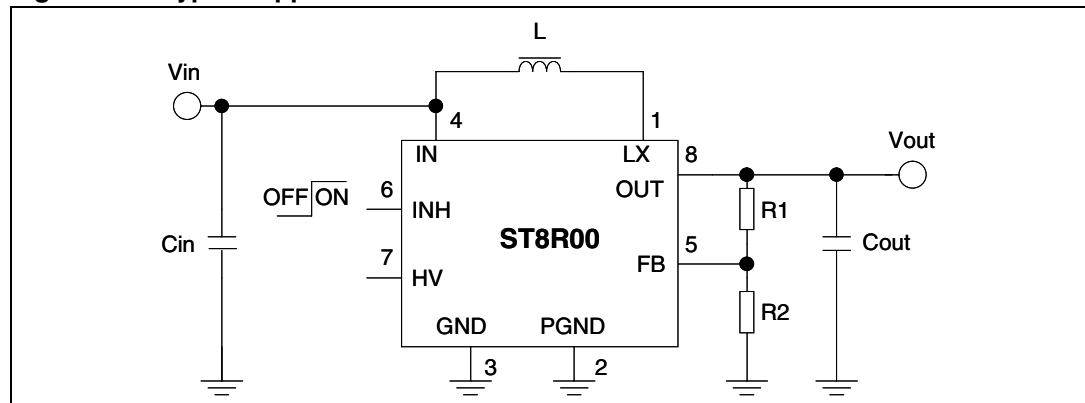 L
Vin
4
1
IN
LX
8
Vout
OUT
6
OFF ON
INH
R1
ST8R00
Cin
5
Cout
7
FB
HV
R2
GND
PGND
3
2